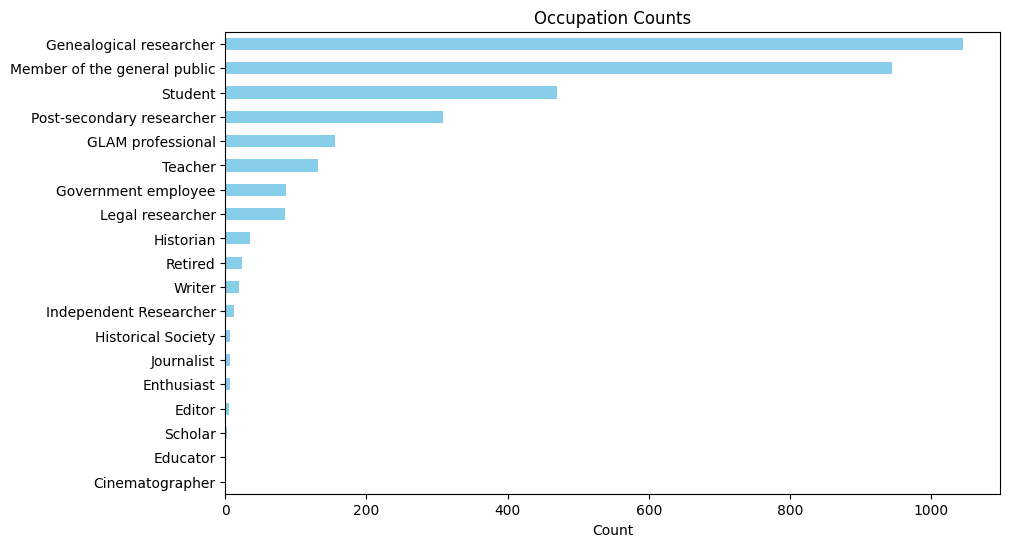 Occupation Counts
Genealogical researcher
Member of the general public
Student
Post-secondary researcher
GLAM professional
Teacher
Government employee
Legal researcher
Historian
Retired
Writer
Independent Researcher
Historical Society
Journalist
Enthusiast
Editor
Scholar
Educator
Cinematographer
0 200 400 600 800 1000
Count